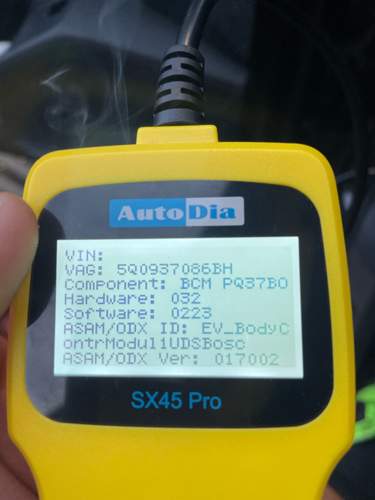 AutoDia
VIN:
VAG: 5Q0937086BH
Component: BCM PQ37BO
Hardware: 032
Software: 0223
ASAM/ODX ID: EV_BodyC
ontrModul1UDSBosc
ASAM/ODX Ver: 017002
SX45 Pro